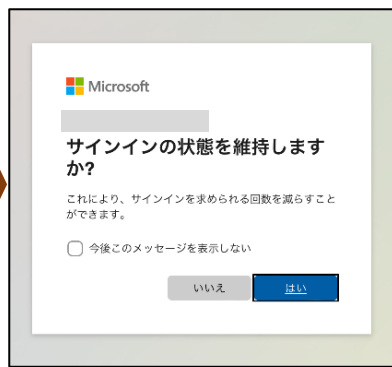 Microsoft
サインインの状態を維持します
か?
これにより、サインインを求められる回数を減らすこと
ができます。
今後このメッセージを表示しない
いいえ
はい